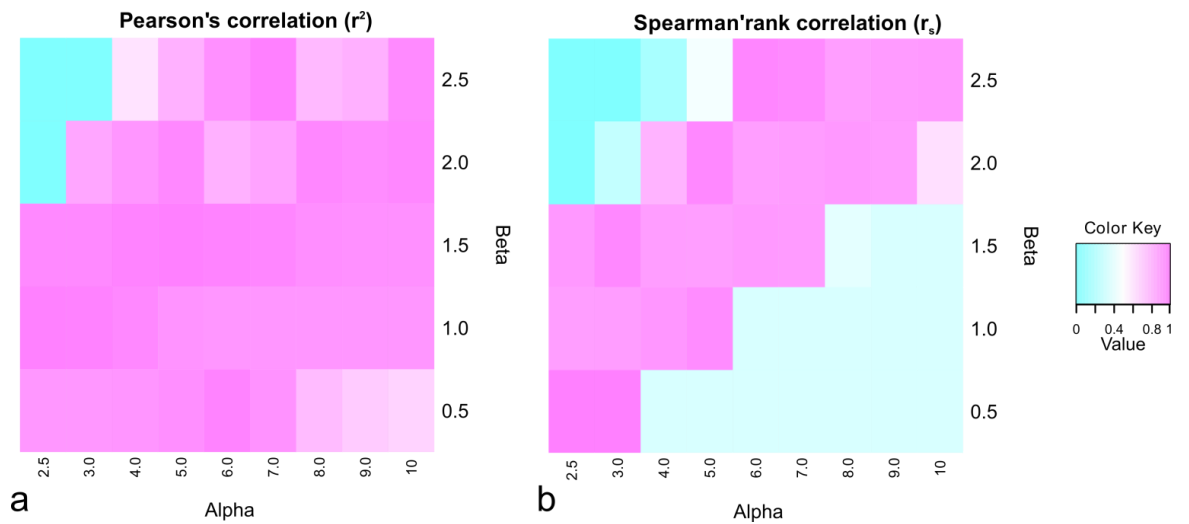 Pearson's correlation (r²)
2.5
2.0
1.5
1.0
0.5
Beta
2.5 3.0 4.0 5.0 6.0 7.0 8.0 9.0 10
Alpha
a
Spearman'rank correlation (rₛ)
2.5
2.0
1.5
1.0
0.5
Beta
2.5 3.0 4.0 5.0 6.0 7.0 8.0 9.0 10
Alpha
b
Color Key
0 0.4 0.8 1
Value